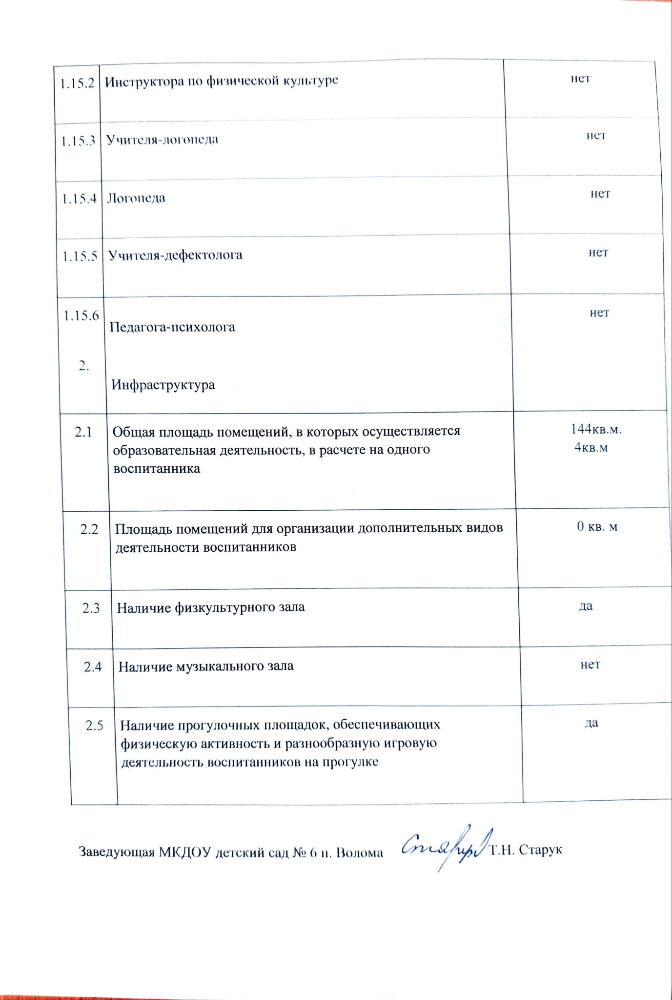 1.15.2 Инструктора по физической культуре нет
1.15.3 Учителя-логопеда нет
1.15.4 Логопеда нет
1.15.5 Учителя-дефектолога нет
1.15.6 Педагога-психолога нет
2. Инфраструктура
2.1 Общая площадь помещений, в которых осуществляется 144кв.м.
образовательная деятельность, в расчете на одного 4кв.м
воспитанника
2.2 Площадь помещений для организации дополнительных видов 0 кв. м
деятельности воспитанников
2.3 Наличие физкультурного зала да
2.4 Наличие музыкального зала нет
2.5 Наличие прогулочных площадок, обеспечивающих да
физическую активность и разнообразную игровую
деятельность воспитанников на прогулке
Заведующая МКДОУ детский сад № 6 п. Волома Т.Н. Старук